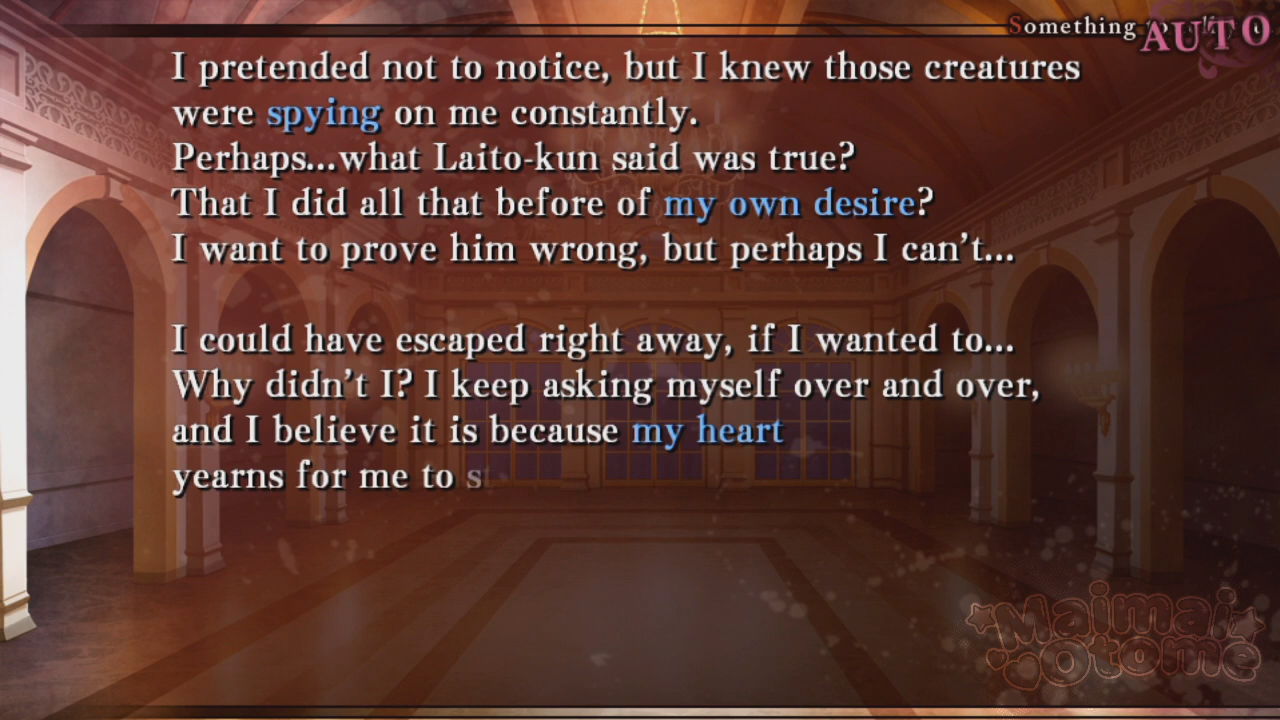 Something
AUTO
I pretended not to notice, but I knew those creatures
were spying on me constantly.
Perhaps...what Laito-kun said was true?
That I did all that before of my own desire?
I want to prove him wrong, but perhaps I can't...
I could have escaped right away, if I wanted to...
Why didn't I? I keep asking myself over and over,
and I believe it is because my heart
yearns for me to s
Maimai
Otome